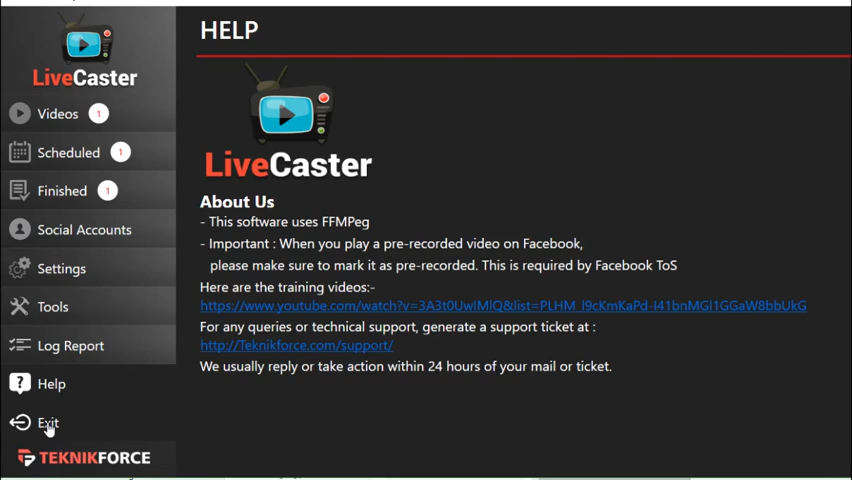 LiveCaster
Videos 1
Scheduled 1
Finished 1
Social Accounts
Settings
Tools
Log Report
Help
Exit
TEKNIKFORCE
HELP
LiveCaster
About Us
- This software uses FFMPeg
- Important : When you play a pre-recorded video on Facebook,
please make sure to mark it as pre-recorded. This is required by Facebook ToS
Here are the training videos:-
https://www.youtube.com/watch?v=3A3t0UwIMlQ&list=PLHM_l9cKmKaPd-I41bnMGl1GGaW8bbUkG
For any queries or technical support, generate a support ticket at :
http://Teknikforce.com/support/
We usually reply or take action within 24 hours of your mail or ticket.